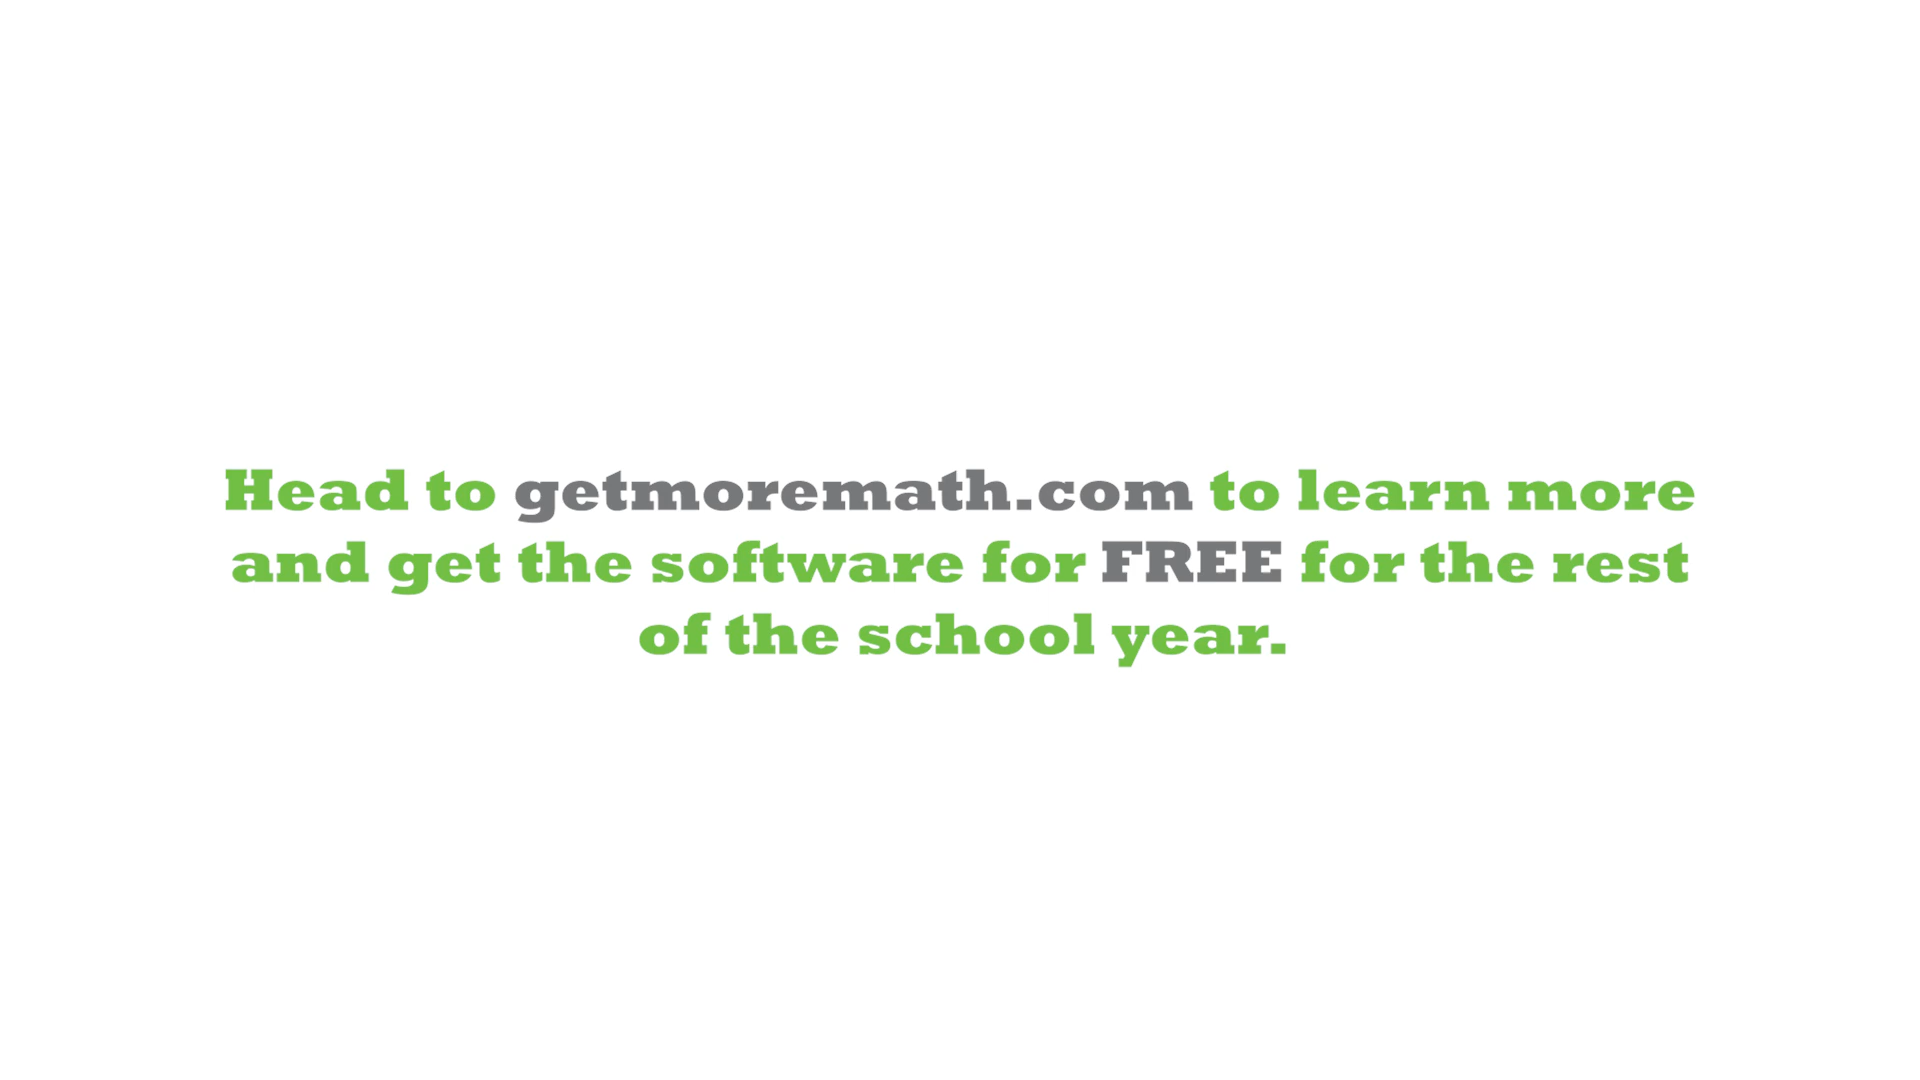 Head to getmoremath.com to learn more
and get the software for FREE for the rest
of the school year.